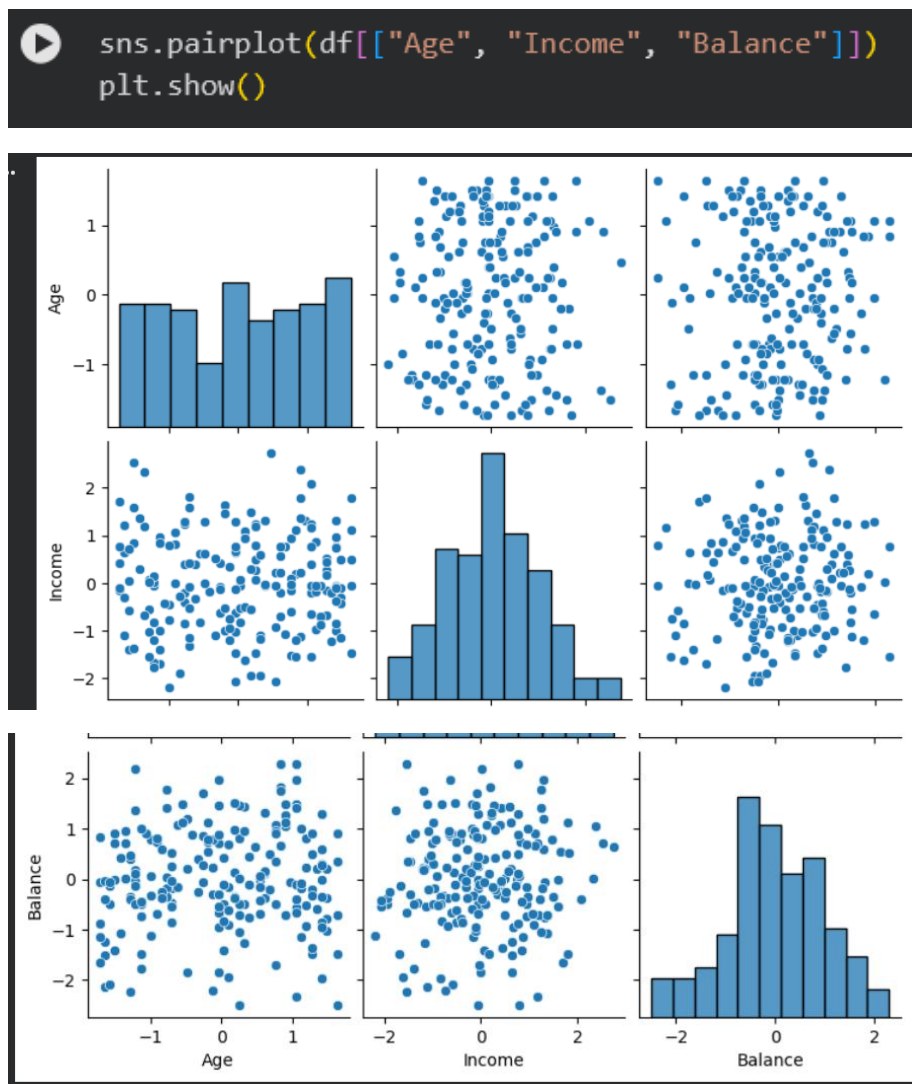 sns.pairplot(df[["Age", "Income", "Balance"]])
plt.show()
..
1
0
−1
Age
2
1
0
−1
−2
Income
2
1
0
−1
−2
Balance
−1 0 1 −2 0 2 −2 0 2
Age Income Balance